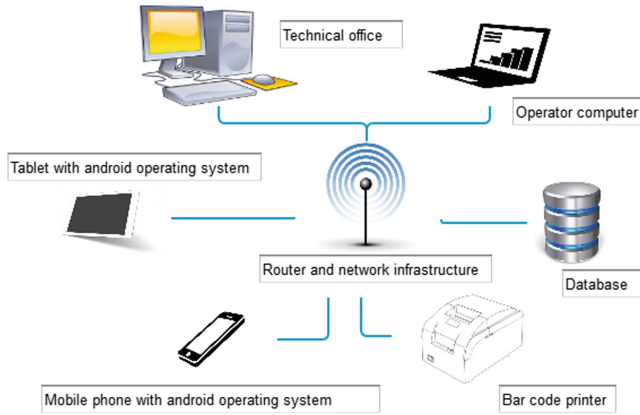 Technical office
Operator computer
Tablet with android operating system
Router and network infrastructure
Database
Mobile phone with android operating system
Bar code printer